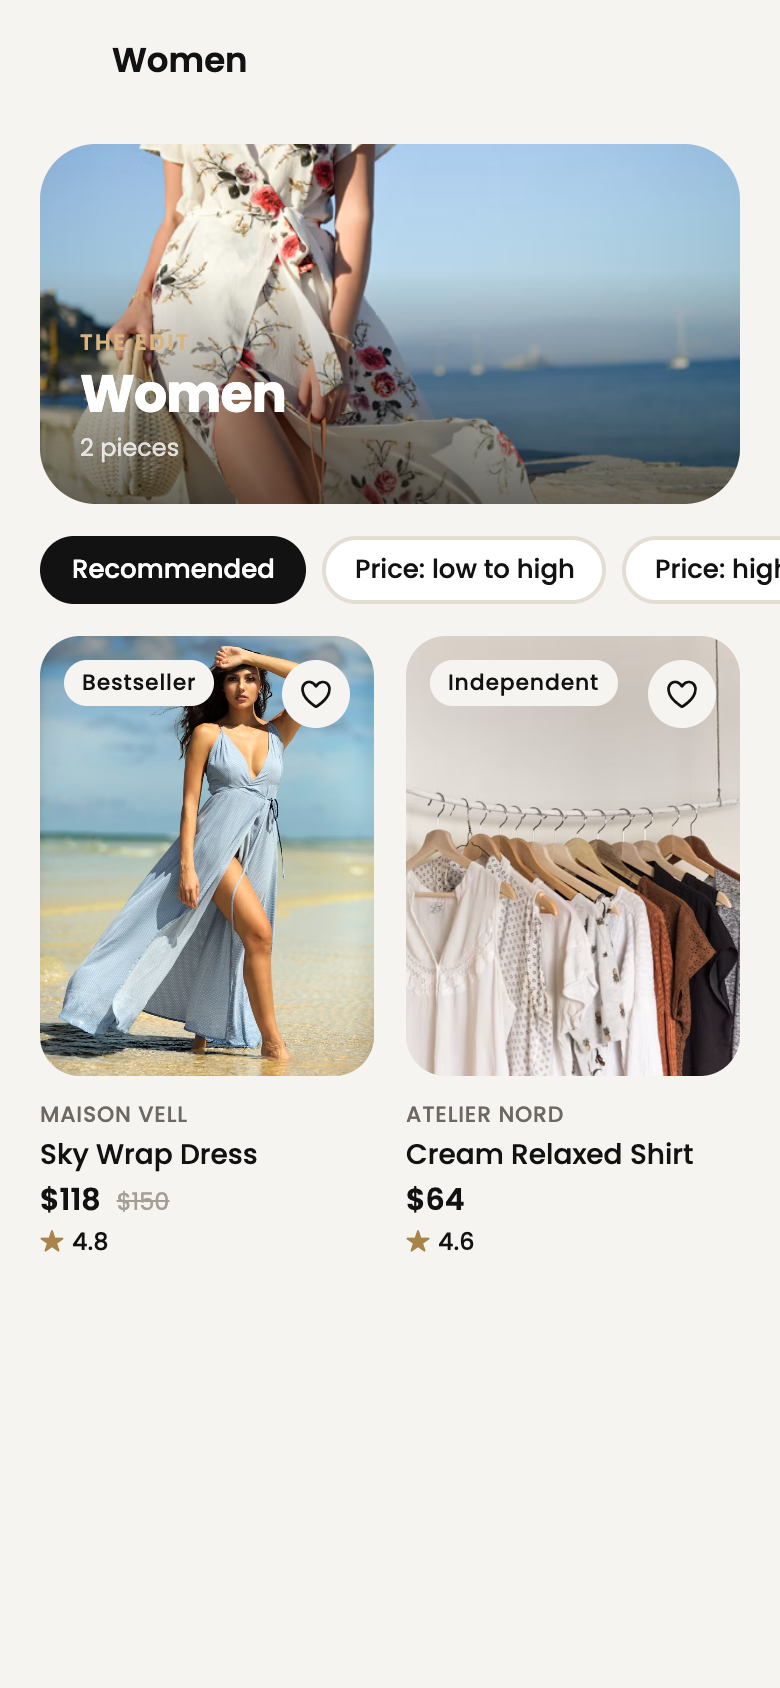 Women
THE EDIT
Women
2 pieces
Recommended
Price: low to high
Price: high
Bestseller
Independent
MAISON VELL
Sky Wrap Dress
$118 $150
4.8
ATELIER NORD
Cream Relaxed Shirt
$64
4.6